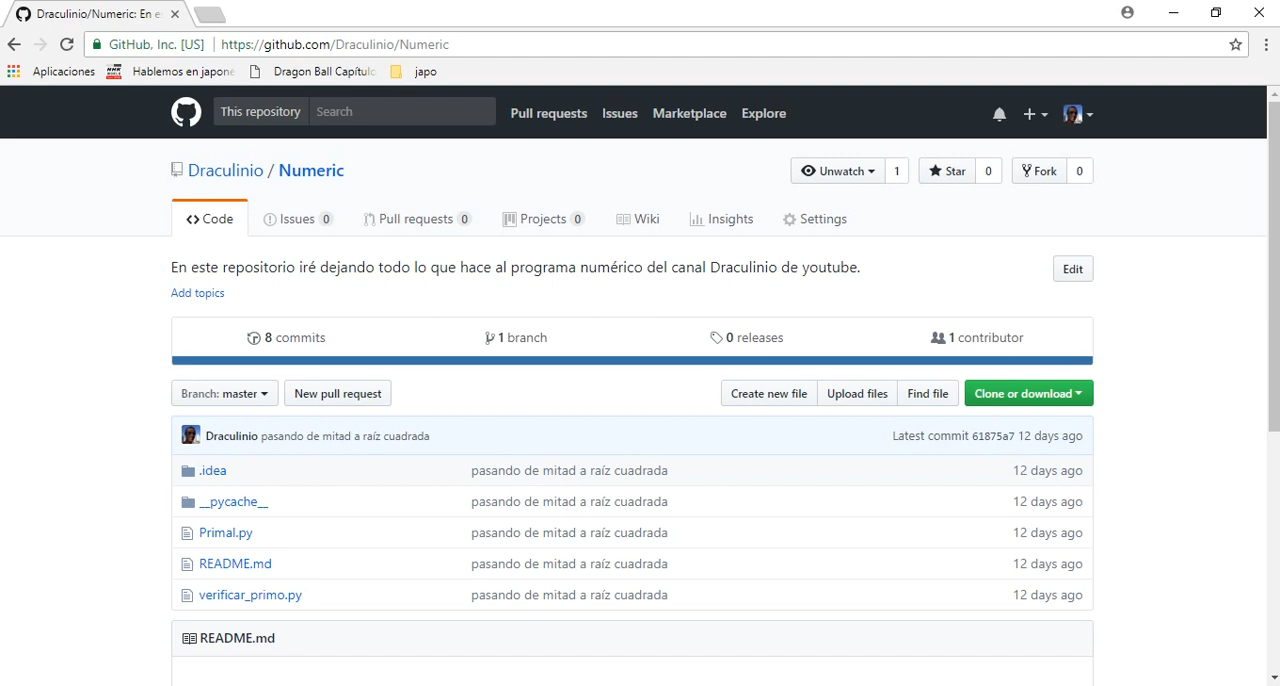 Draculinio/Numeric: En e
GitHub, Inc. [US] https://github.com/Draculinio/Numeric
Aplicaciones Hablemos en japoné Dragon Ball Capítulo japo
This repository Search Pull requests Issues Marketplace Explore
Draculinio / Numeric Unwatch 1 Star 0 Fork 0
Code Issues 0 Pull requests 0 Projects 0 Wiki Insights Settings
En este repositorio iré dejando todo lo que hace al programa numérico del canal Draculinio de youtube. Edit
Add topics
8 commits 1 branch 0 releases 1 contributor
Branch: master New pull request Create new file Upload files Find file Clone or download
Draculinio pasando de mitad a raíz cuadrada Latest commit 61875a7 12 days ago
.idea pasando de mitad a raíz cuadrada 12 days ago
__pycache__ pasando de mitad a raíz cuadrada 12 days ago
Primal.py pasando de mitad a raíz cuadrada 12 days ago
README.md pasando de mitad a raíz cuadrada 12 days ago
verificar_primo.py pasando de mitad a raíz cuadrada 12 days ago
README.md